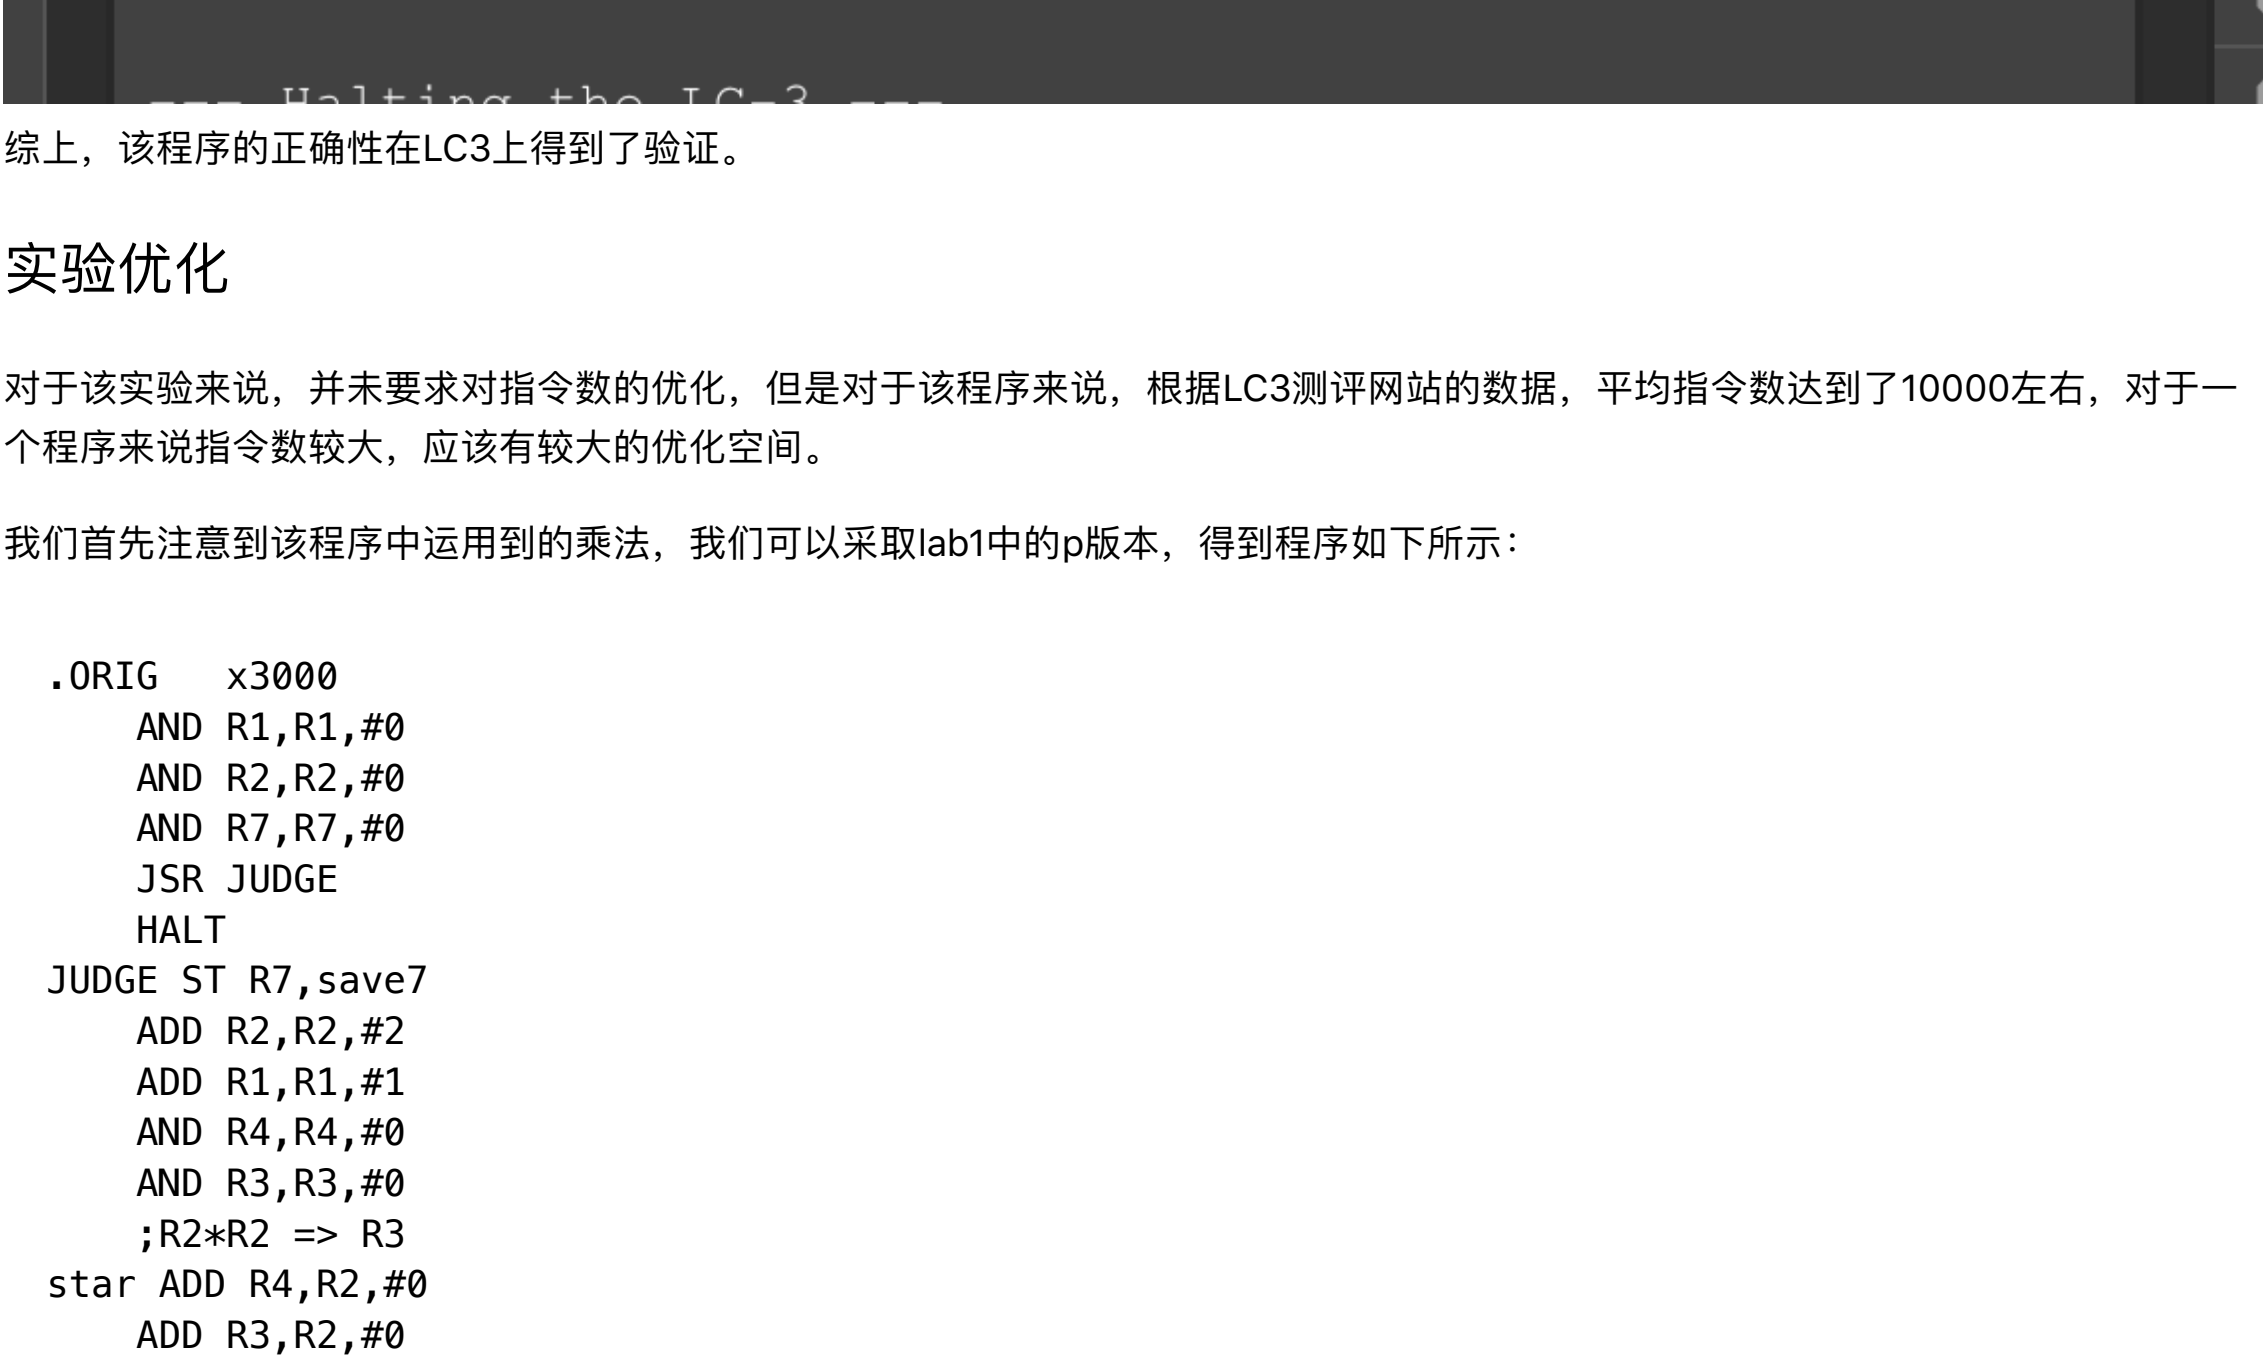 --- Halting the LC-3 ---
综上，该程序的正确性在LC3上得到了验证。
实验优化
对于该实验来说，并未要求对指令数的优化，但是对于该程序来说，根据LC3测评网站的数据，平均指令数达到了10000左右，对于一
个程序来说指令数较大，应该有较大的优化空间。
我们首先注意到该程序中运用到的乘法，我们可以采取lab1中的p版本，得到程序如下所示：
.ORIG   x3000
    AND R1,R1,#0
    AND R2,R2,#0
    AND R7,R7,#0
    JSR JUDGE
    HALT
JUDGE ST R7,save7
    ADD R2,R2,#2
    ADD R1,R1,#1
    AND R4,R4,#0
    AND R3,R3,#0
    ;R2*R2 => R3
star ADD R4,R2,#0
    ADD R3,R2,#0